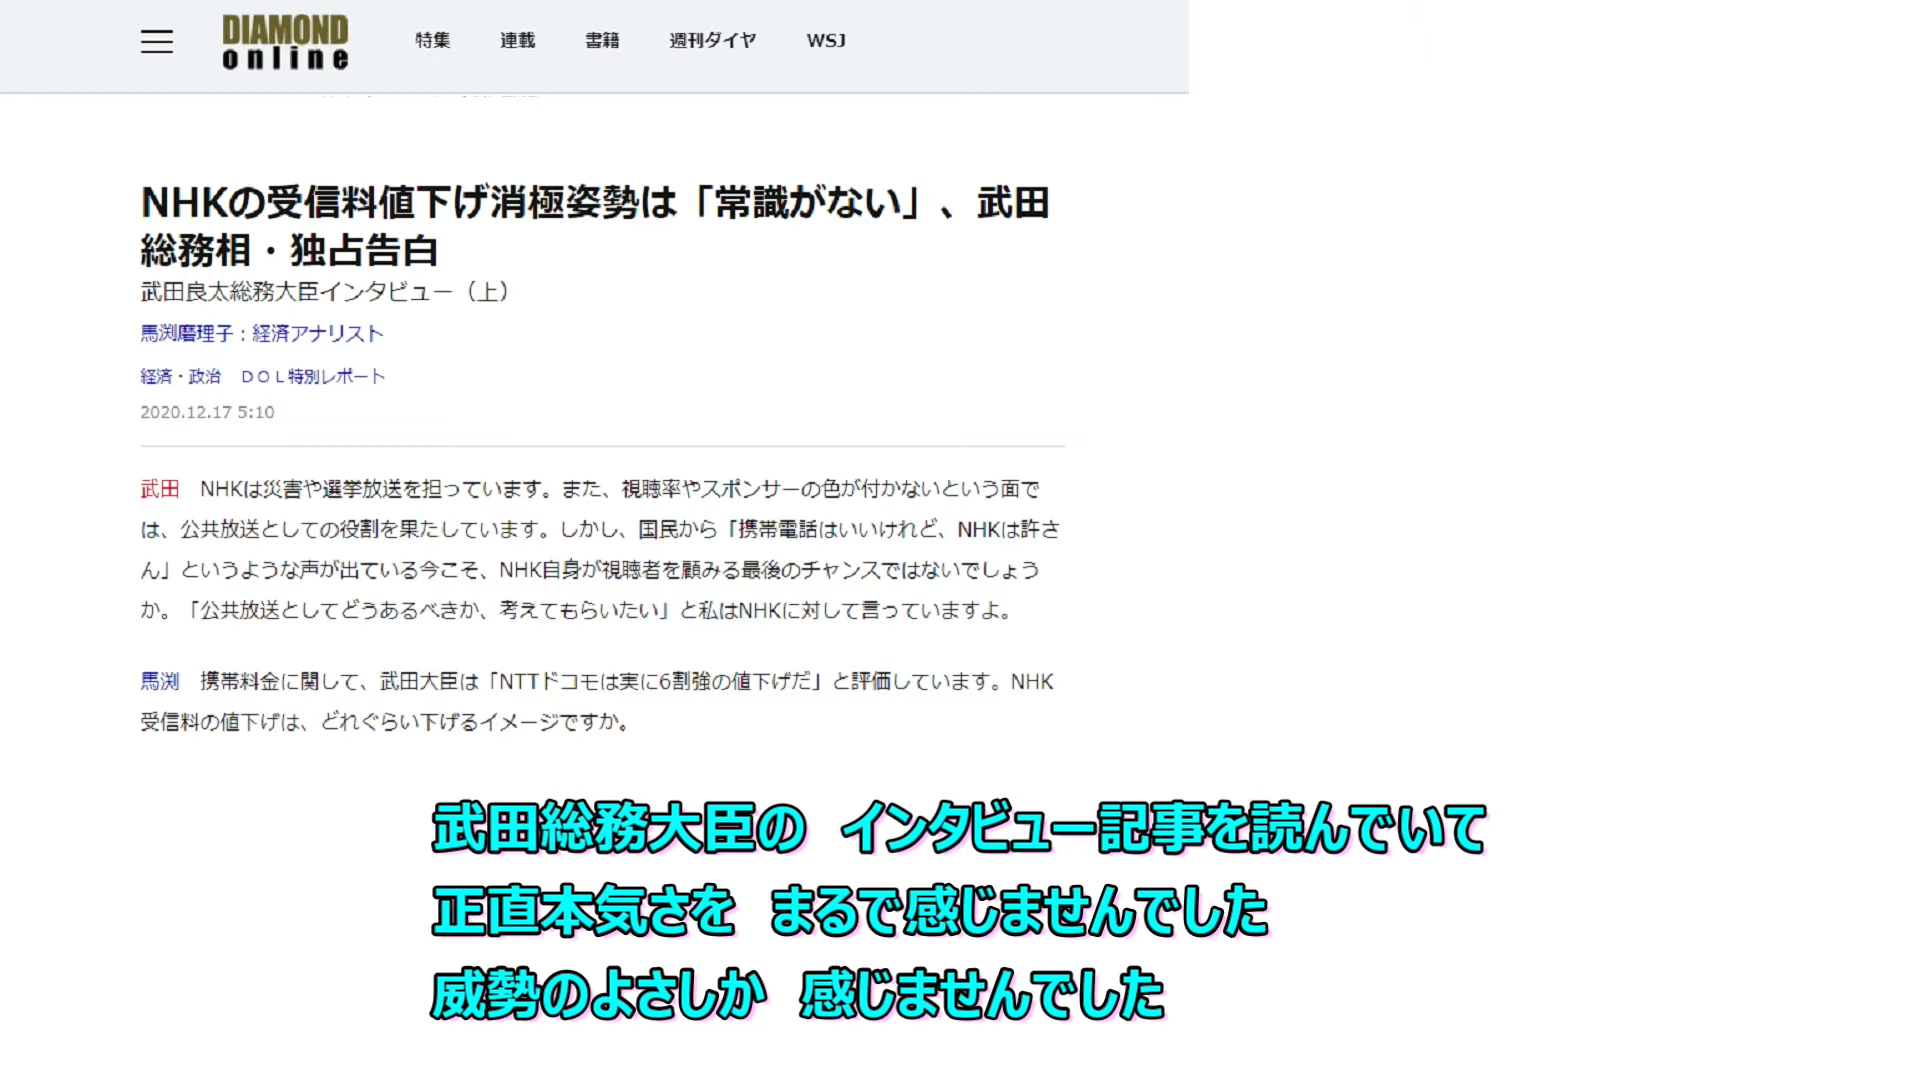 DIAMOND
online
特集 連載 書籍 週刊ダイヤ WSJ
NHKの受信料値下げ消極姿勢は「常識がない」、武田
総務相・独占告白
武田良太総務大臣インタビュー（上）
馬渕磨理子：経済アナリスト
経済・政治　ＤＯＬ特別レポート
2020.12.17 5:10
武田　NHKは災害や選挙放送を担っています。また、視聴率やスポンサーの色が付かないという面で
は、公共放送としての役割を果たしています。しかし、国民から「携帯電話はいいけれど、NHKは許さ
ん」というような声が出ている今こそ、NHK自身が視聴者を顧みる最後のチャンスではないでしょう
か。「公共放送としてどうあるべきか、考えてもらいたい」と私はNHKに対して言っていますよ。
馬渕　携帯料金に関して、武田大臣は「NTTドコモは実に6割強の値下げだ」と評価しています。NHK
受信料の値下げは、どれぐらい下げるイメージですか。
武田総務大臣の　インタビュー記事を読んでいて
正直本気さを　まるで感じませんでした
威勢のよさしか　感じませんでした